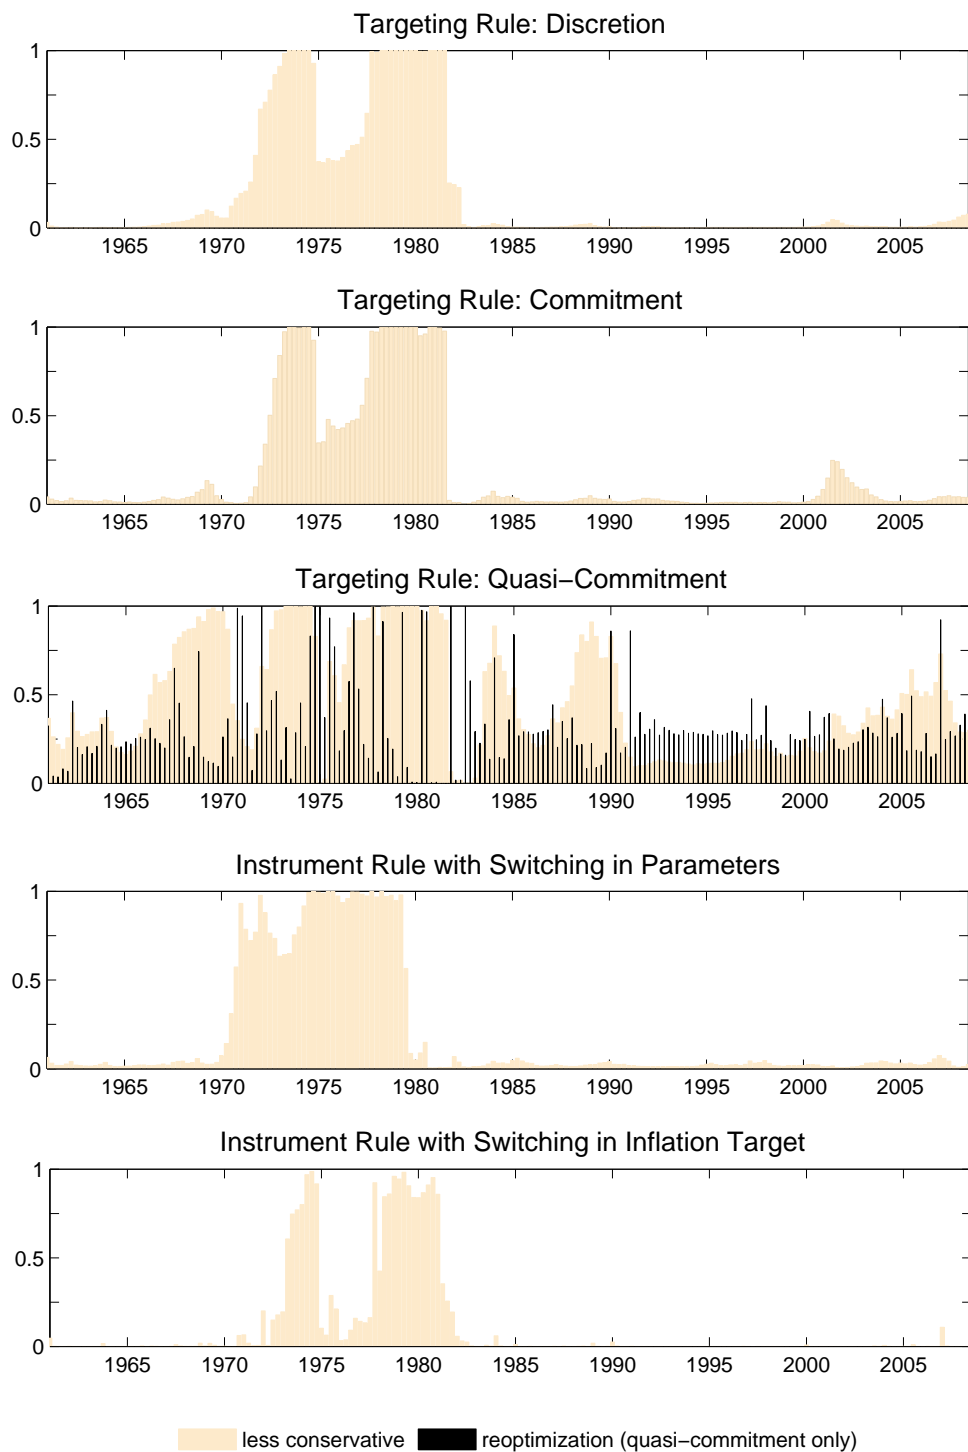 Targeting Rule: Discretion
1
0.5
0
1965 1970 1975 1980 1985 1990 1995 2000 2005
Targeting Rule: Commitment
1
0.5
0
1965 1970 1975 1980 1985 1990 1995 2000 2005
Targeting Rule: Quasi−Commitment
1
0.5
0
1965 1970 1975 1980 1985 1990 1995 2000 2005
Instrument Rule with Switching in Parameters
1
0.5
0
1965 1970 1975 1980 1985 1990 1995 2000 2005
Instrument Rule with Switching in Inflation Target
1
0.5
0
1965 1970 1975 1980 1985 1990 1995 2000 2005
less conservative reoptimization (quasi−commitment only)